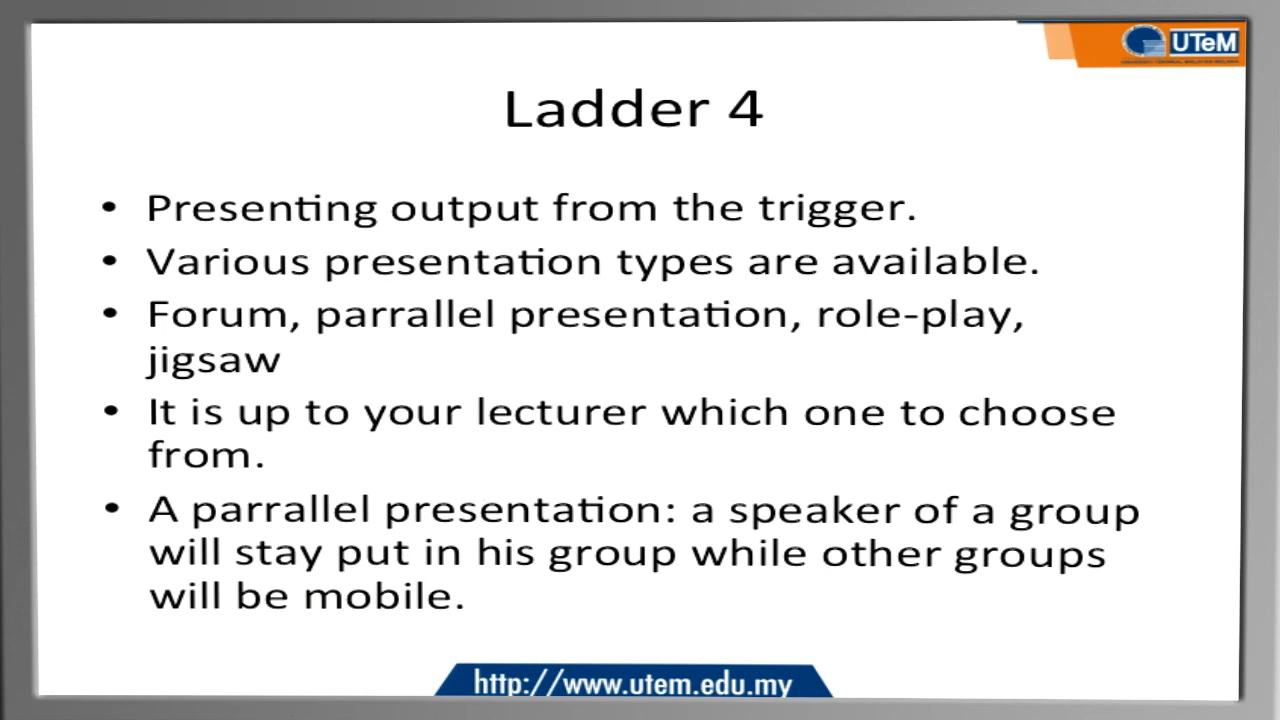 UTeM
Ladder 4
• Presenting output from the trigger.
• Various presentation types are available.
• Forum, parrallel presentation, role-play,
jigsaw
• It is up to your lecturer which one to choose
from.
• A parrallel presentation: a speaker of a group
will stay put in his group while other groups
will be mobile.
http://www.utem.edu.my